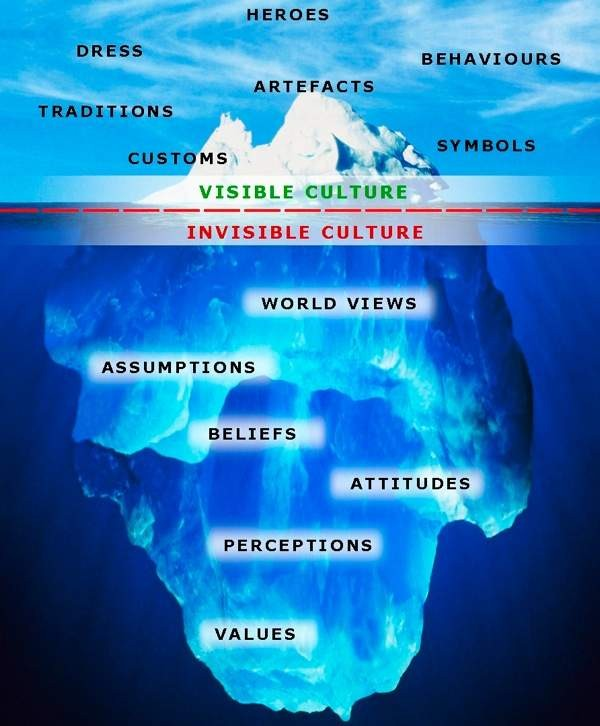 HEROES
DRESS
BEHAVIOURS
ARTEFACTS
TRADITIONS
SYMBOLS
CUSTOMS
VISIBLE CULTURE
INVISIBLE CULTURE
WORLD VIEWS
ASSUMPTIONS
BELIEFS
ATTITUDES
PERCEPTIONS
VALUES